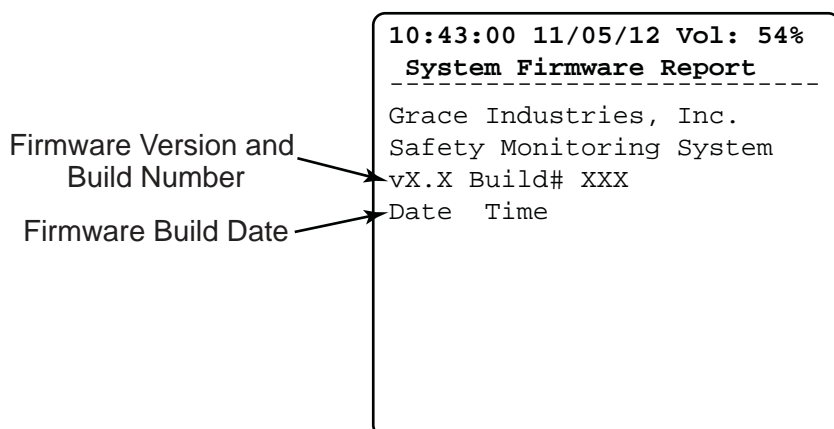 10:43:00 11/05/12 Vol: 54%
System Firmware Report
---------------------------
Grace Industries, Inc.
Safety Monitoring System
vX.X Build# XXX
Date  Time
Firmware Version and
Build Number
Firmware Build Date